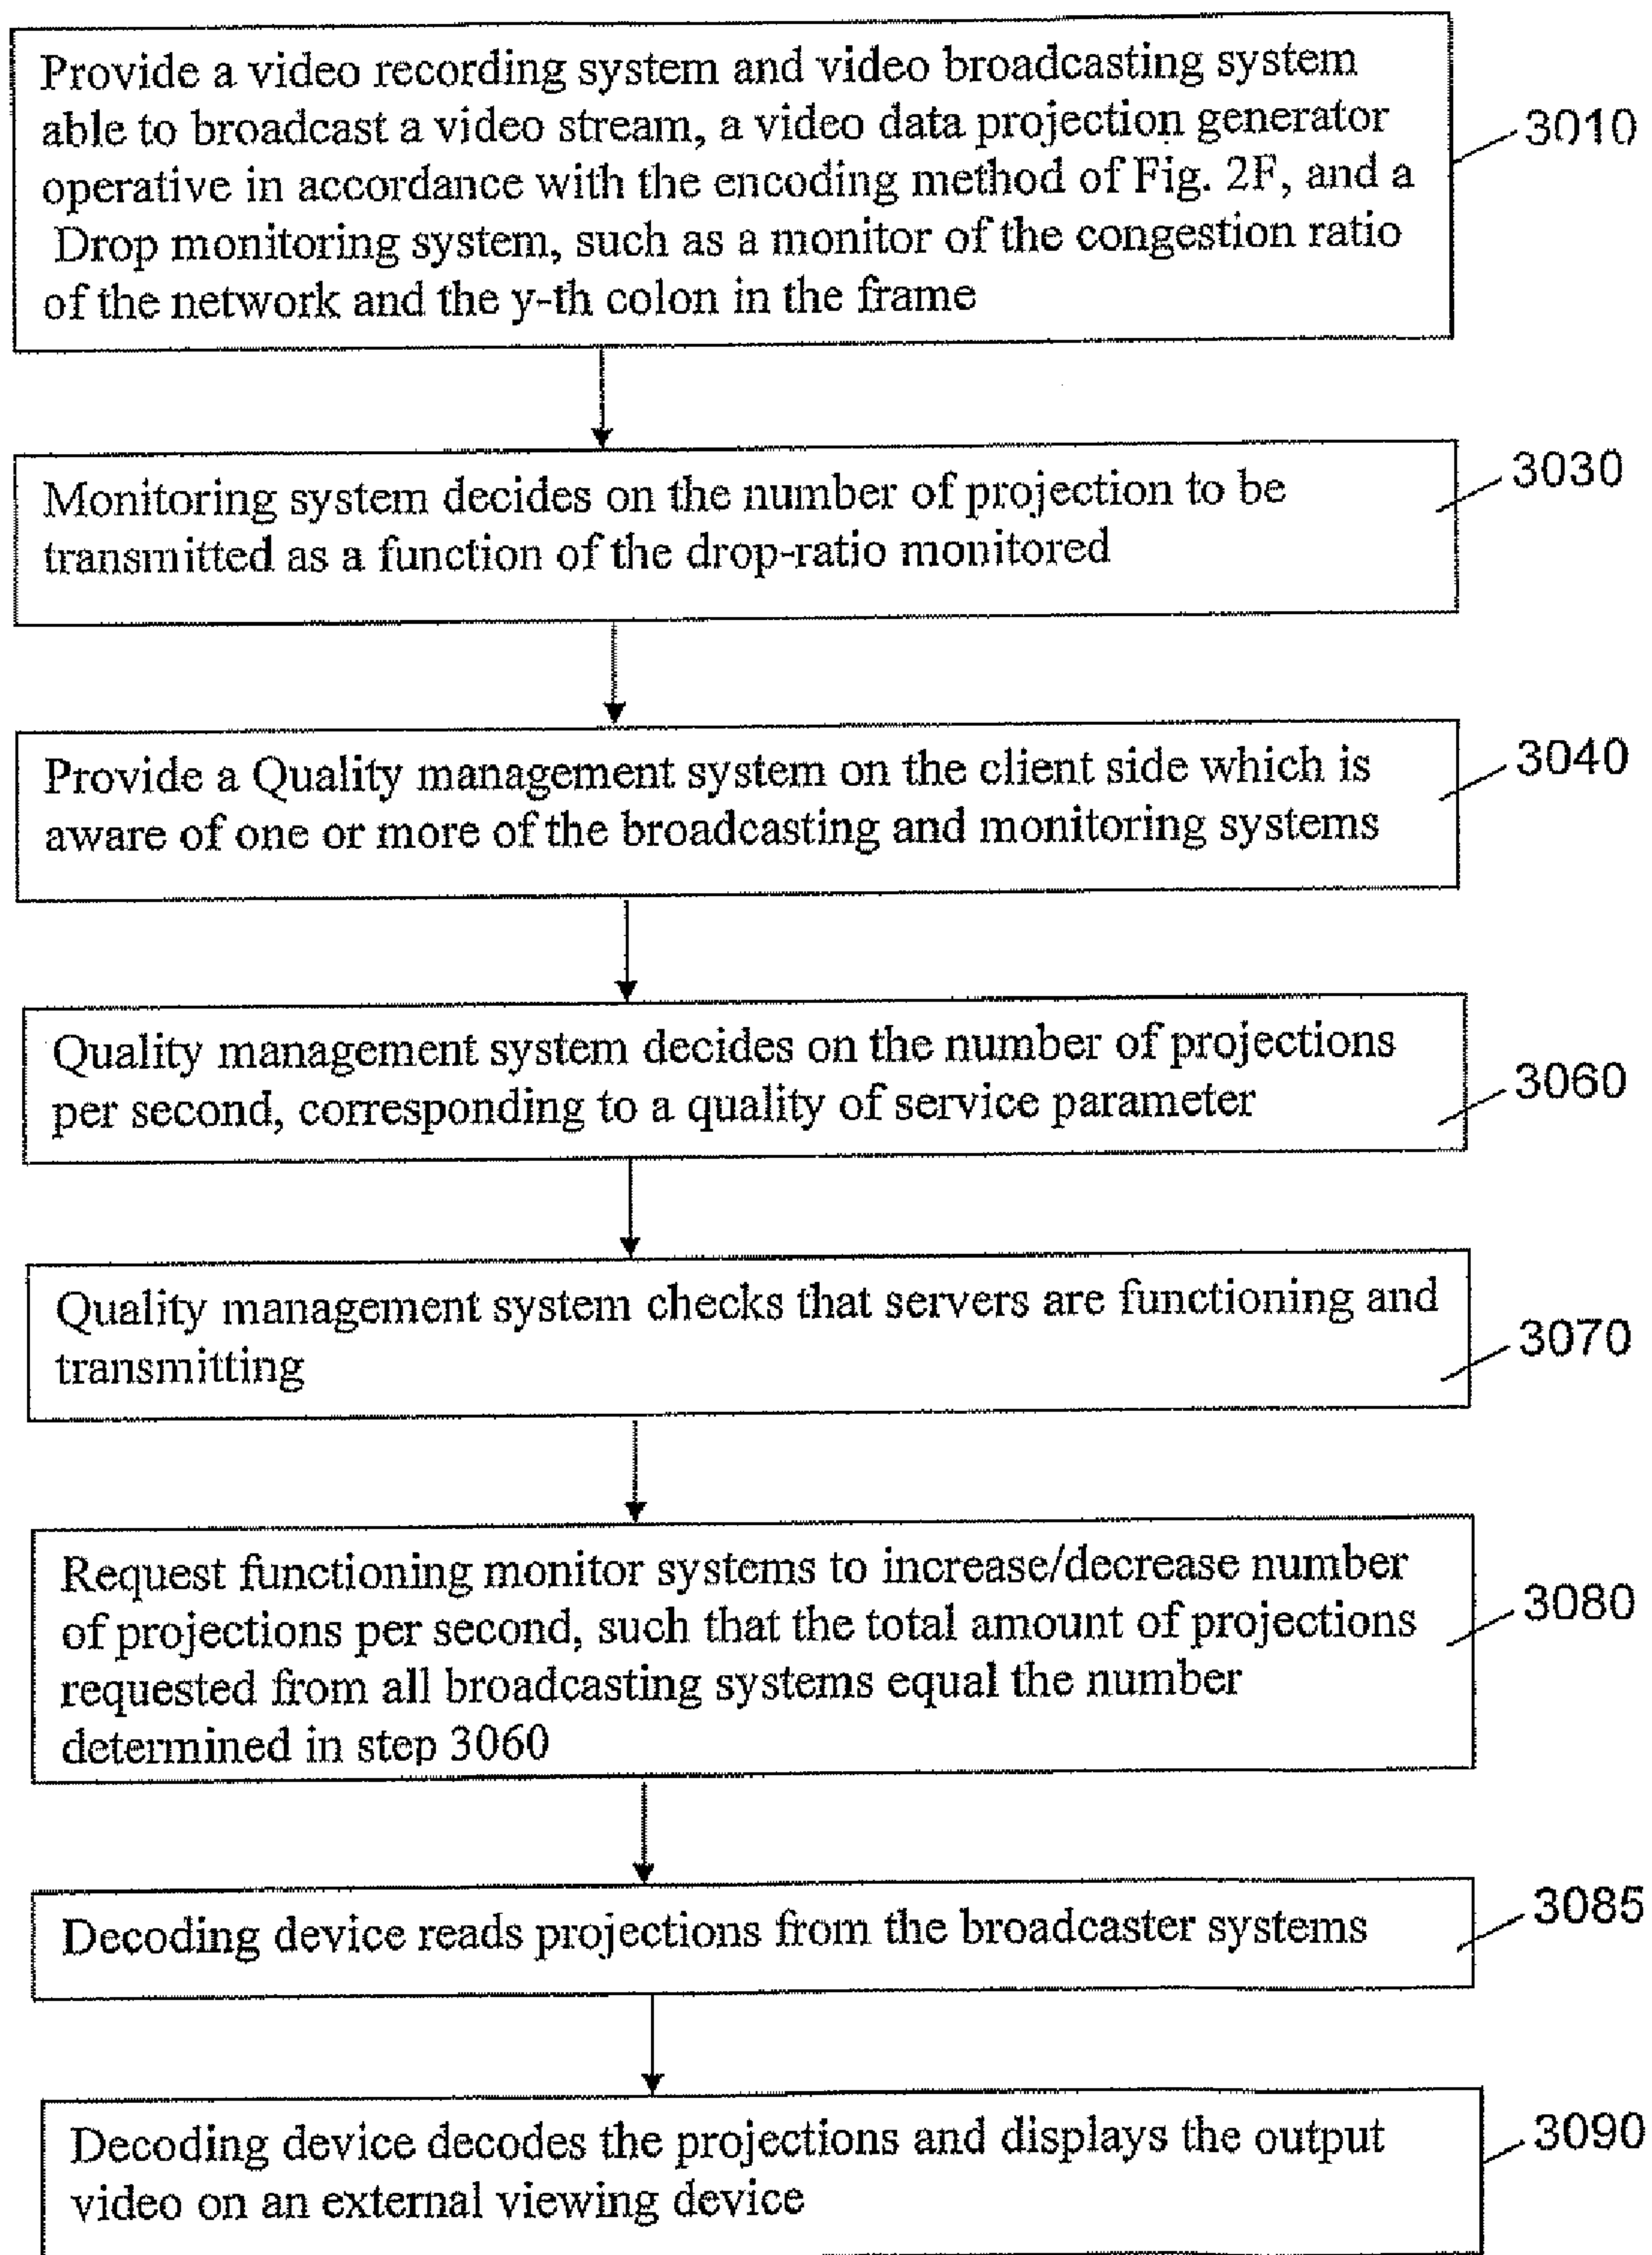 Provide a video recording system and video broadcasting system
able to broadcast a video stream, a video data projection generator
operative in accordance with the encoding method of Fig. 2F, and a
Drop monitoring system, such as a monitor of the congestion ratio
of the network and the y-th colon in the frame
3010
Monitoring system decides on the number of projection to be
transmitted as a function of the drop-ratio monitored
3030
Provide a Quality management system on the client side which is
aware of one or more of the broadcasting and monitoring systems
3040
Quality management system decides on the number of projections
per second, corresponding to a quality of service parameter
3060
Quality management system checks that servers are functioning and
transmitting
3070
Request functioning monitor systems to increase/decrease number
of projections per second, such that the total amount of projections
requested from all broadcasting systems equal the number
determined in step 3060
3080
Decoding device reads projections from the broadcaster systems
3085
Decoding device decodes the projections and displays the output
video on an external viewing device
3090